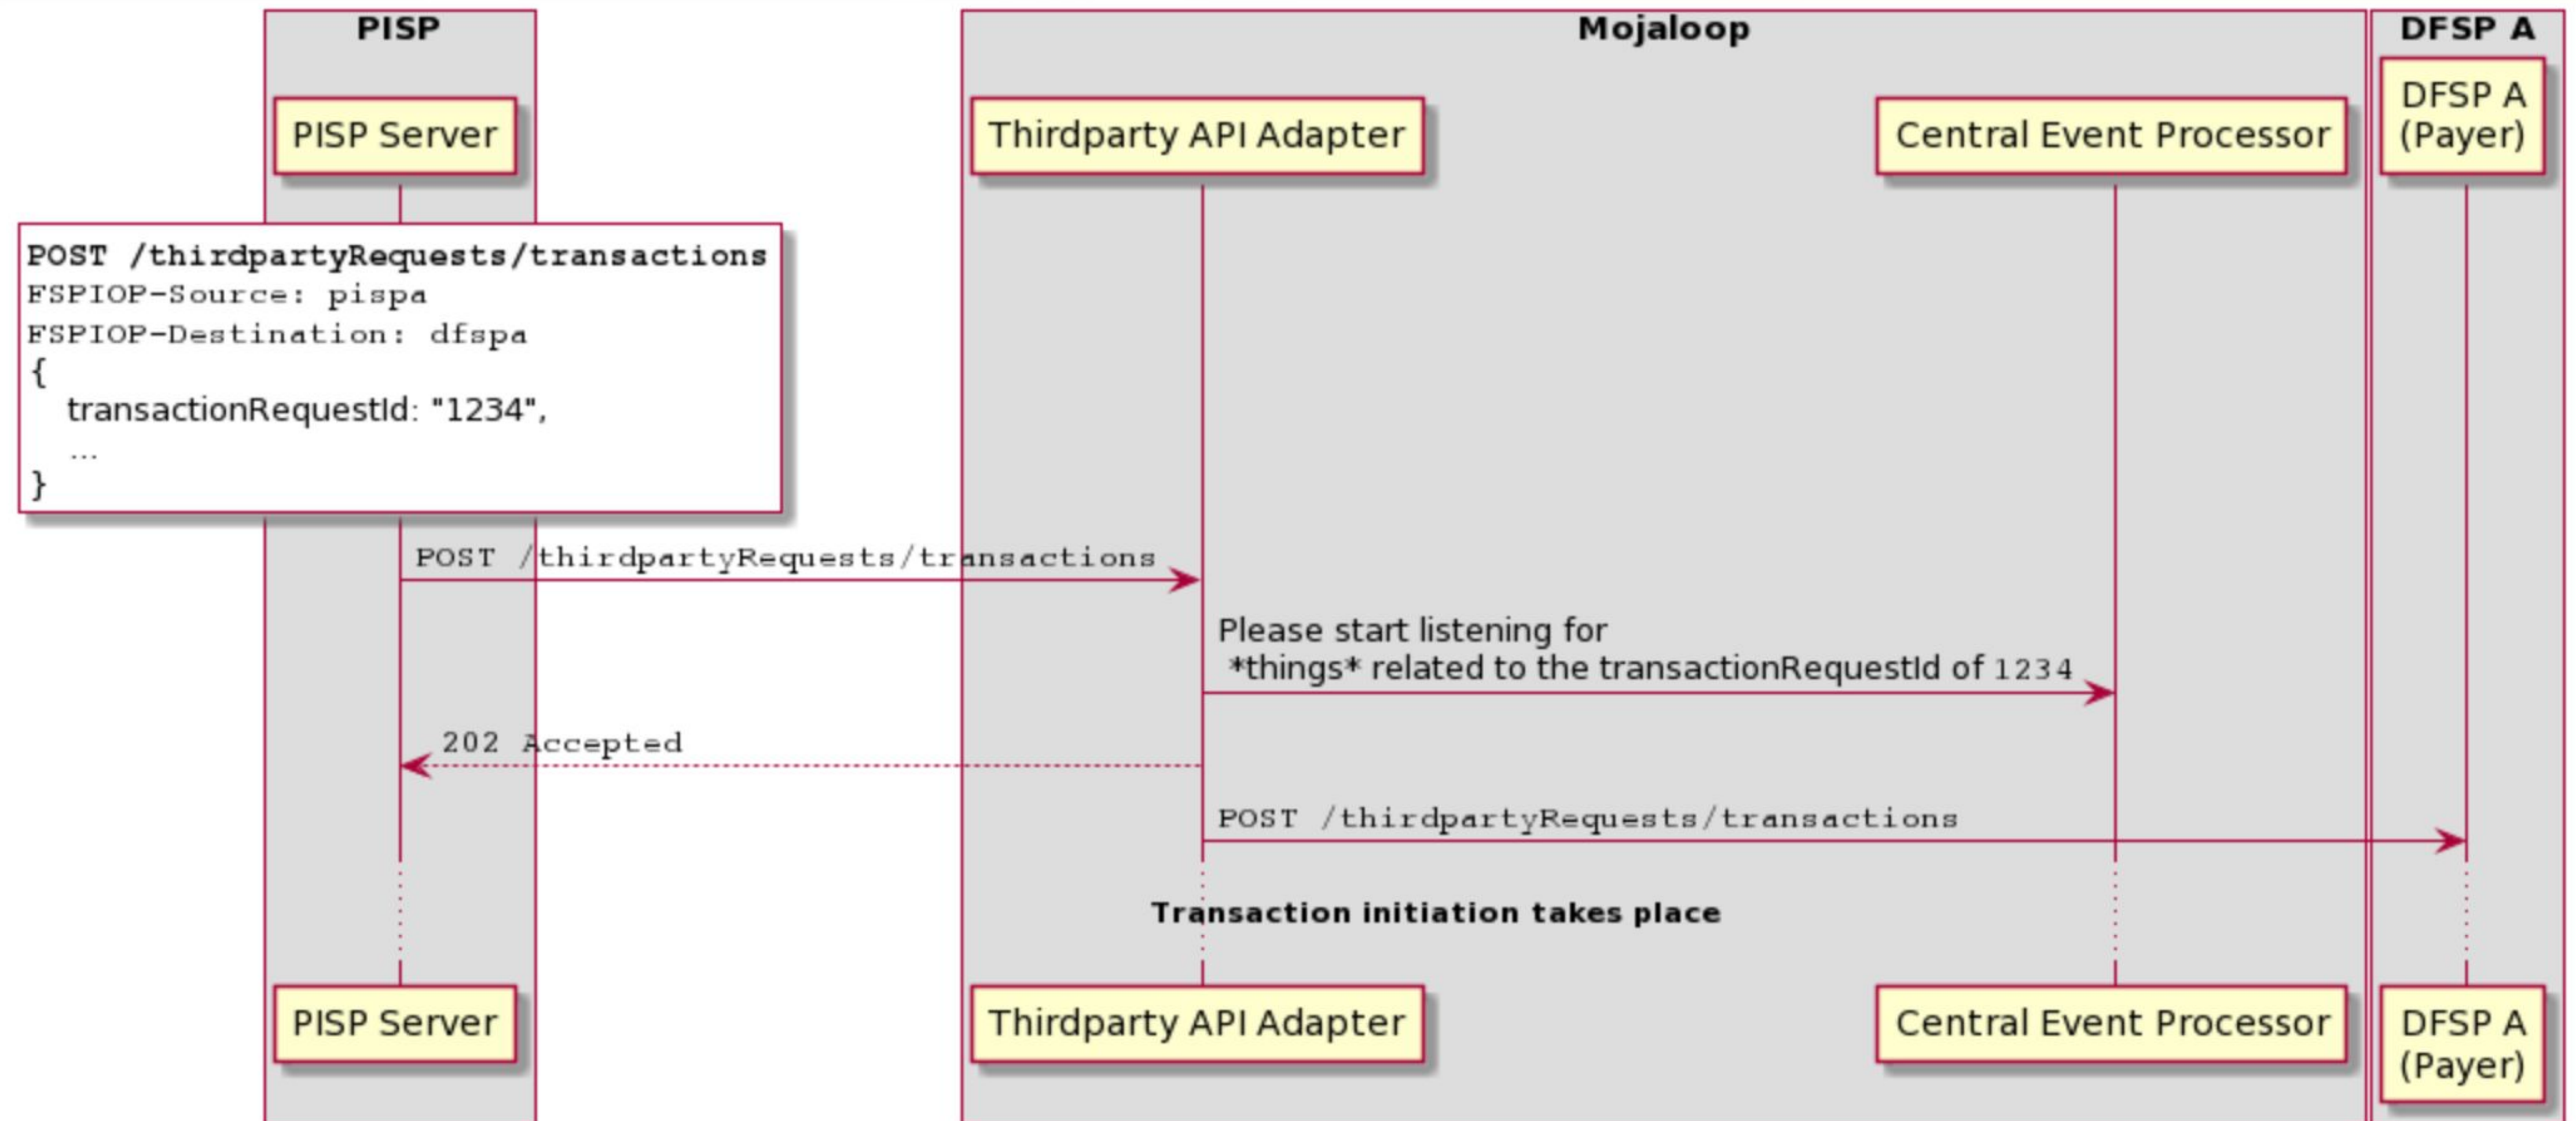 PISP
Mojaloop
DFSP A
PISP Server
Thirdparty API Adapter
Central Event Processor
DFSP A
(Payer)
POST /thirdpartyRequests/transactions
FSPIOP-Source: pispa
FSPIOP-Destination: dfspa
{
transactionRequestId: "1234",
...
}
POST /thirdpartyRequests/transactions
Please start listening for
*things* related to the transactionRequestId of 1234
202 Accepted
POST /thirdpartyRequests/transactions
Transaction initiation takes place
PISP Server
Thirdparty API Adapter
Central Event Processor
DFSP A
(Payer)